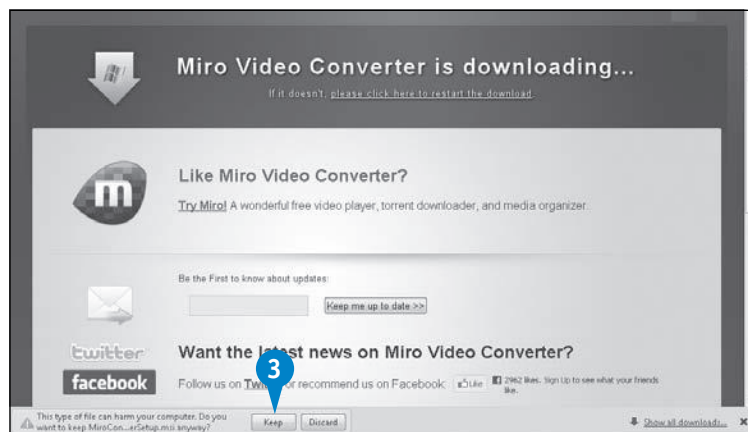 Miro Video Converter is downloading...
If it doesn't, please click here to restart the download.
m
Like Miro Video Converter?
Try Miro! A wonderful free video player, torrent downloader, and media organizer.
Be the First to know about updates:
Keep me up to date >>
twitter
Want the latest news on Miro Video Converter?
3
facebook
Follow us on Twitter or recommend us on Facebook:
Like
2962 likes. Sign Up to see what your friends
like.
This type of file can harm your computer. Do you
want to keep MiroCon...erSetup.msi anyway?
Keep
Discard
Show all downloads...